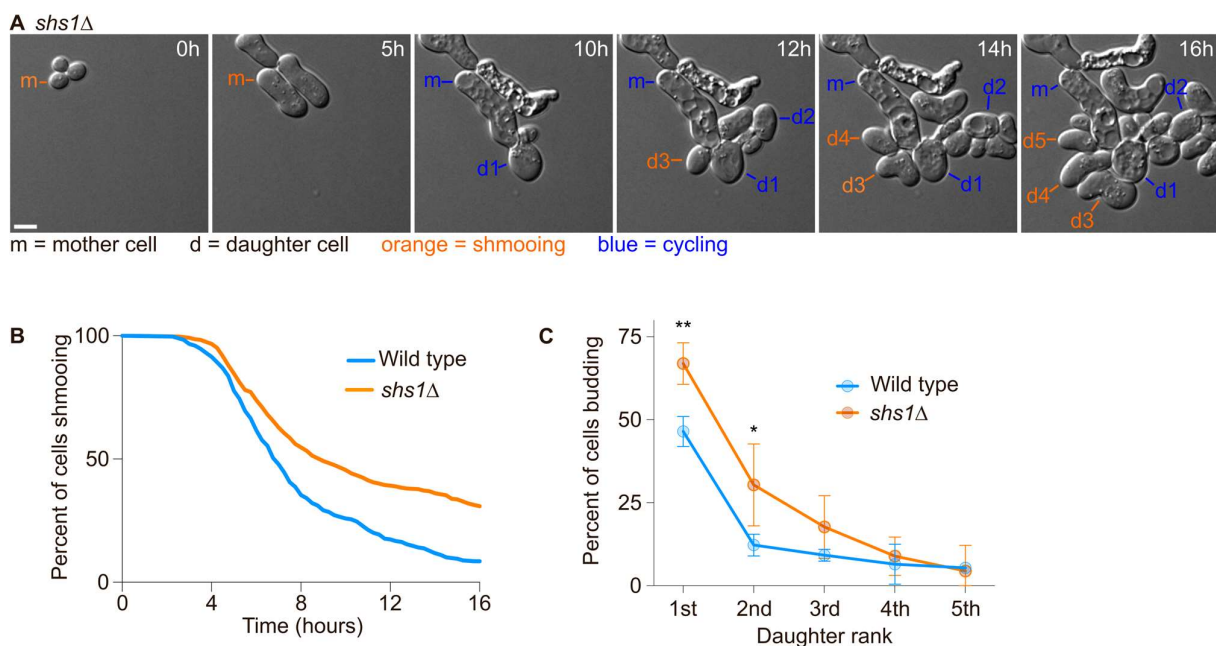 A shs1Δ
0h 5h 10h 12h 14h 16h
m m m m m m
d2 d2 d2
d4 d5
d3 d1 d1 d3 d1 d4 d1
d3
m = mother cell d = daughter cell orange = shmooing blue = cycling
B
Percent of cells shmooing
100
50
0
0 4 8 12 16
Time (hours)
Wild type
shs1Δ
C
Percent of cells budding
75
50
25
0
** 
*
1st 2nd 3rd 4th 5th
Daughter rank
Wild type
shs1Δ